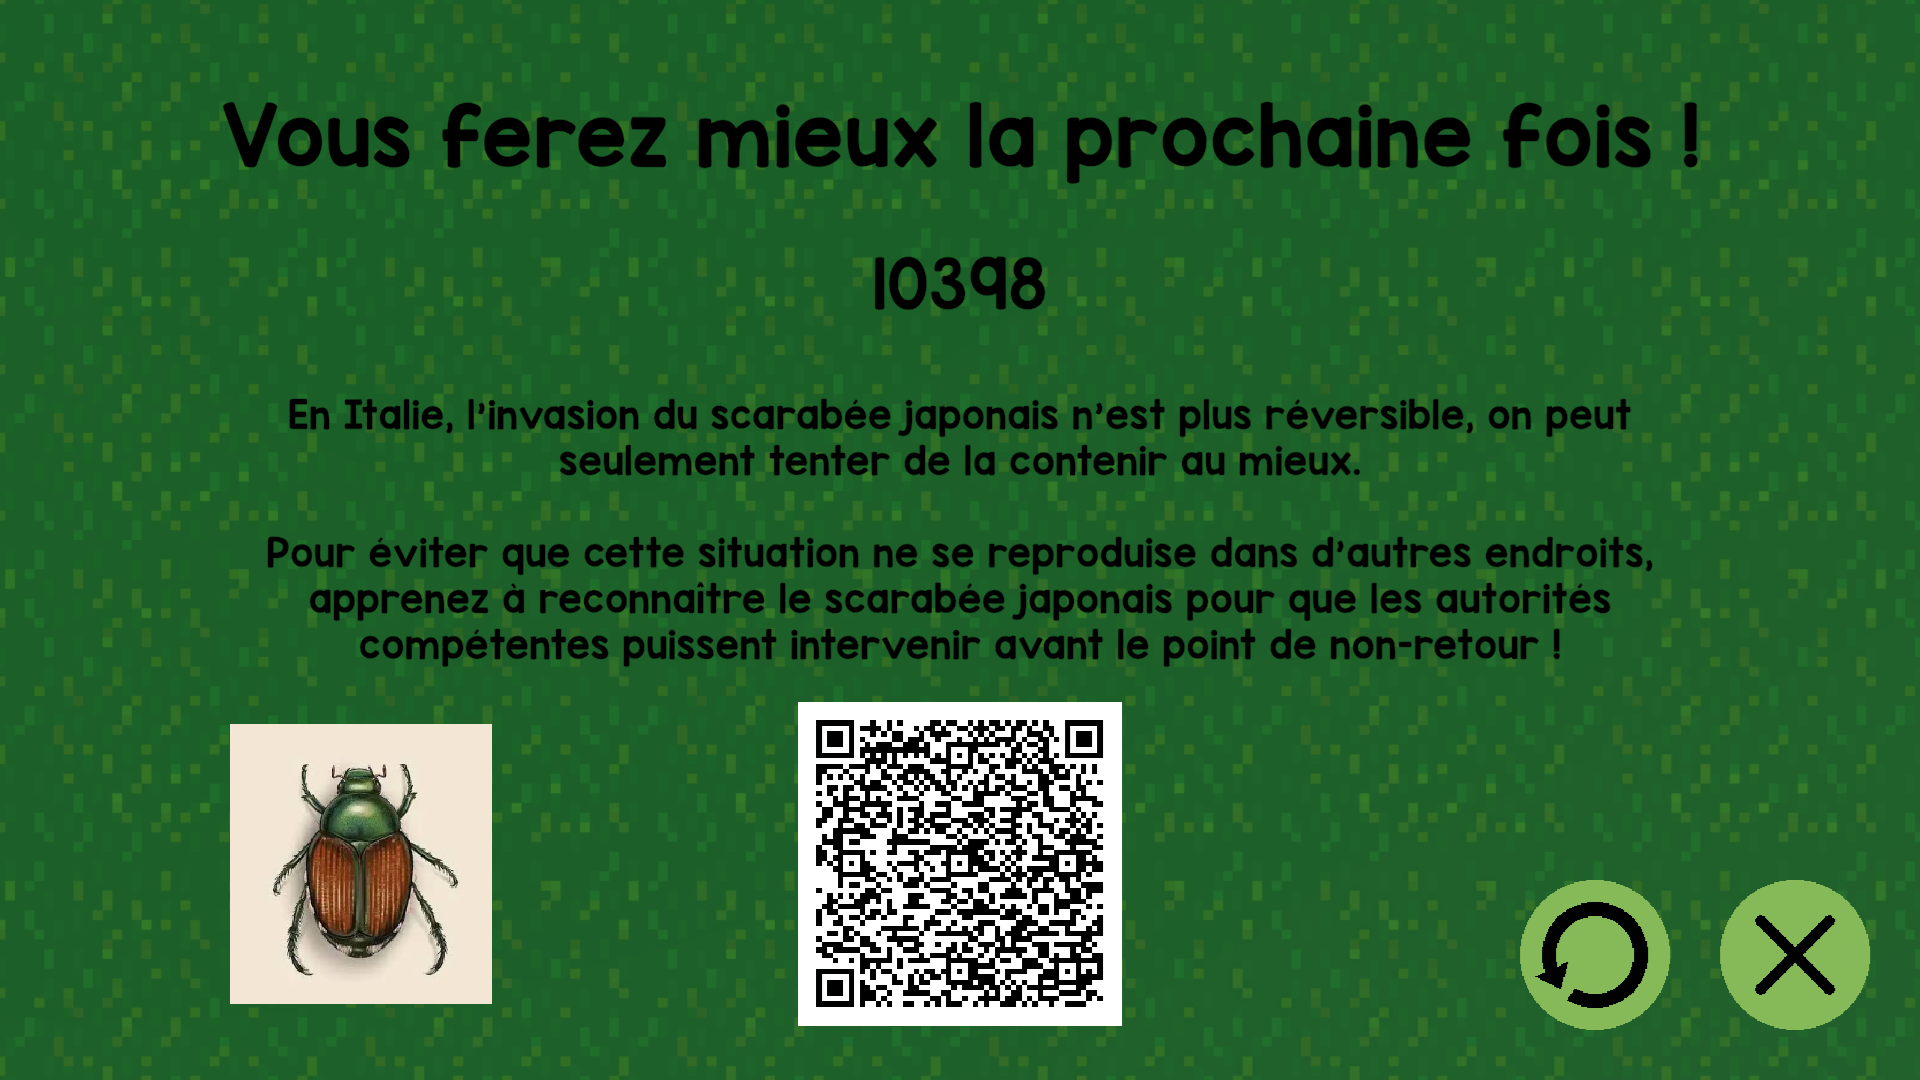 Vous ferez mieux la prochaine fois !
10398
En Italie, l'invasion du scarabée japonais n'est plus réversible, on peut
seulement tenter de la contenir au mieux.
Pour éviter que cette situation ne se reproduise dans d'autres endroits,
apprenez à reconnaître le scarabée japonais pour que les autorités
compétentes puissent intervenir avant le point de non-retour !